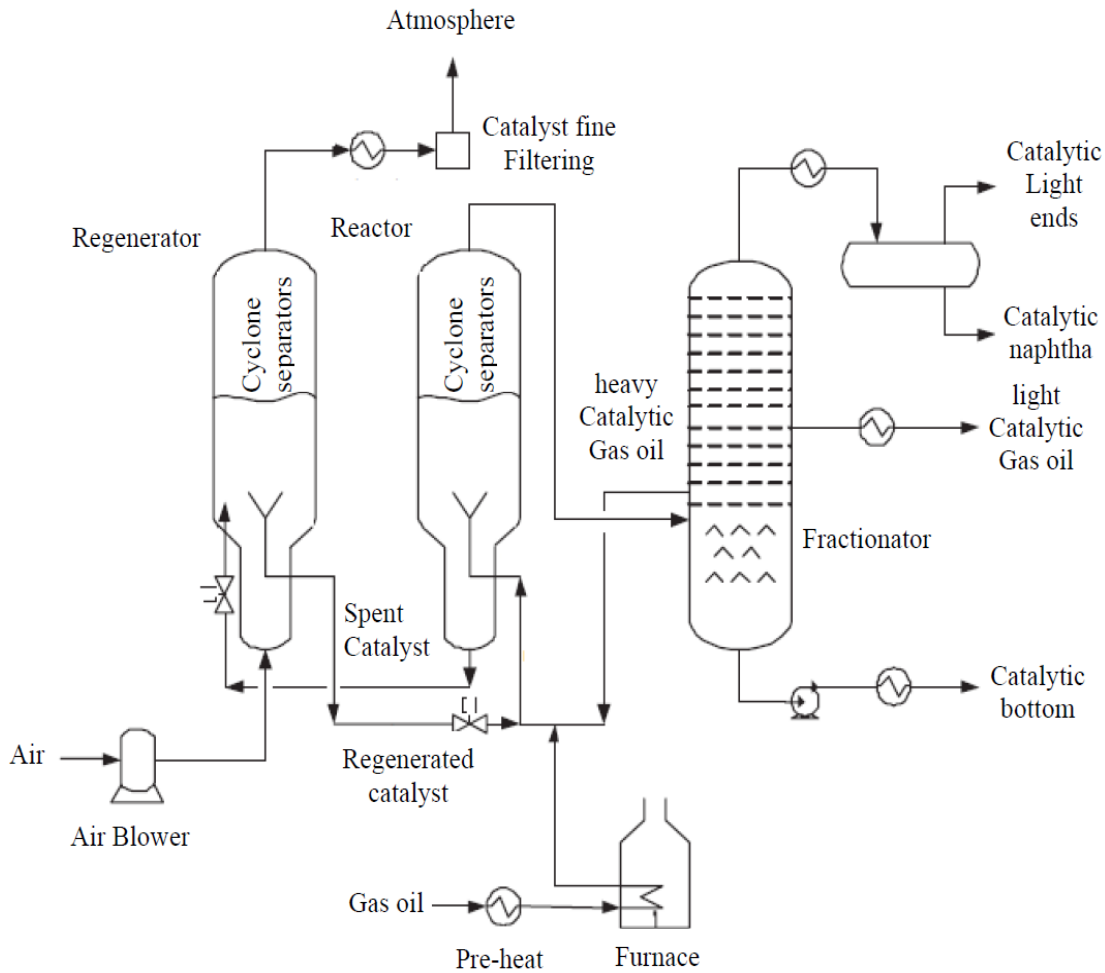 Atmosphere
Catalyst fine
Filtering
Regenerator
Reactor
Cyclone
separators
Cyclone
separators
Catalytic
Light
ends
Catalytic
naphtha
heavy
Catalytic
Gas oil
light
Catalytic
Gas oil
Fractionator
Spent
Catalyst
Catalytic
bottom
Air
Regenerated
catalyst
Air Blower
Gas oil
Pre-heat
Furnace